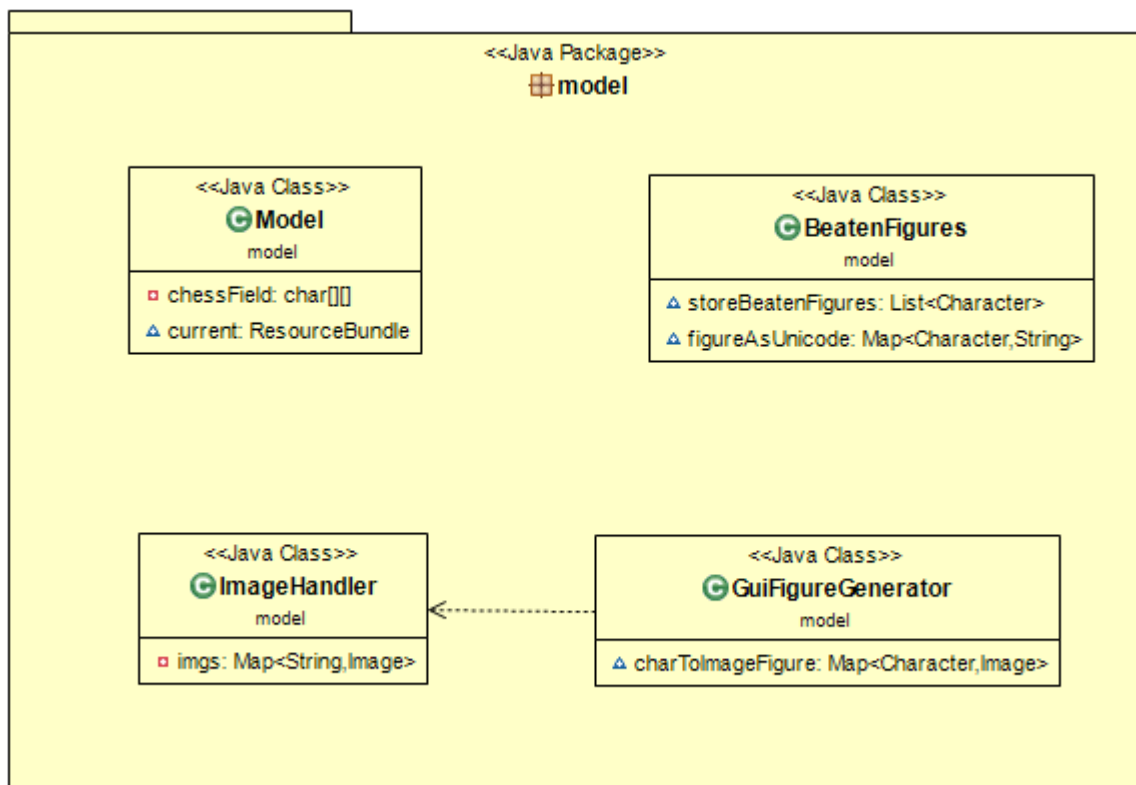 <<Java Package>>
model
<<Java Class>>
Model
model
chessField: char[][]
current: ResourceBundle
<<Java Class>>
BeatenFigures
model
storeBeatenFigures: List<Character>
figureAsUnicode: Map<Character,String>
<<Java Class>>
ImageHandler
model
imgs: Map<String,Image>
<<Java Class>>
GuiFigureGenerator
model
charToImageFigure: Map<Character,Image>